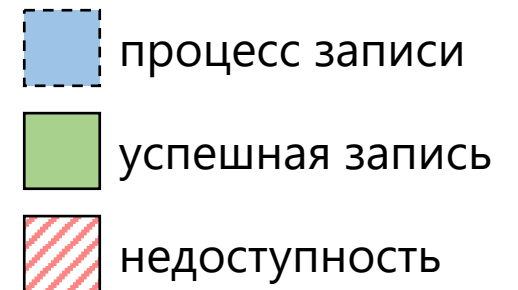 процесс записи
успешная запись
недоступность